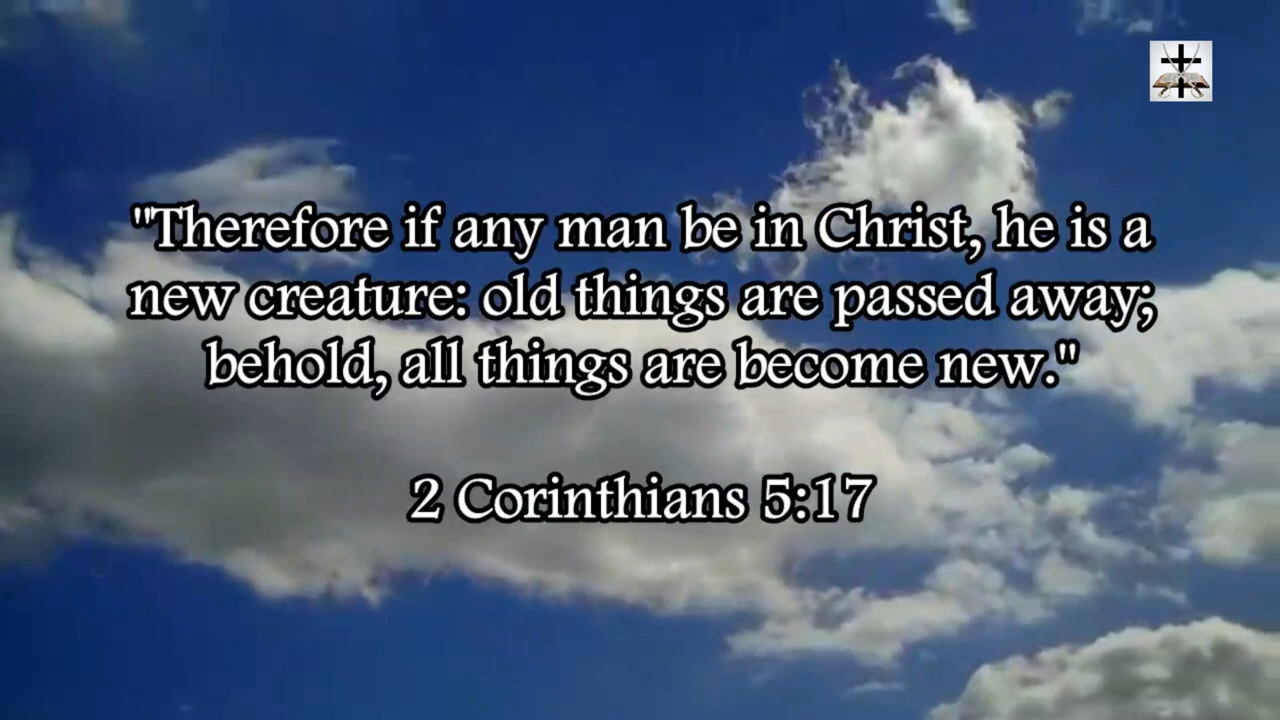 "Therefore if any man be in Christ, he is a
new creature: old things are passed away;
behold, all things are become new."
2 Corinthians 5:17